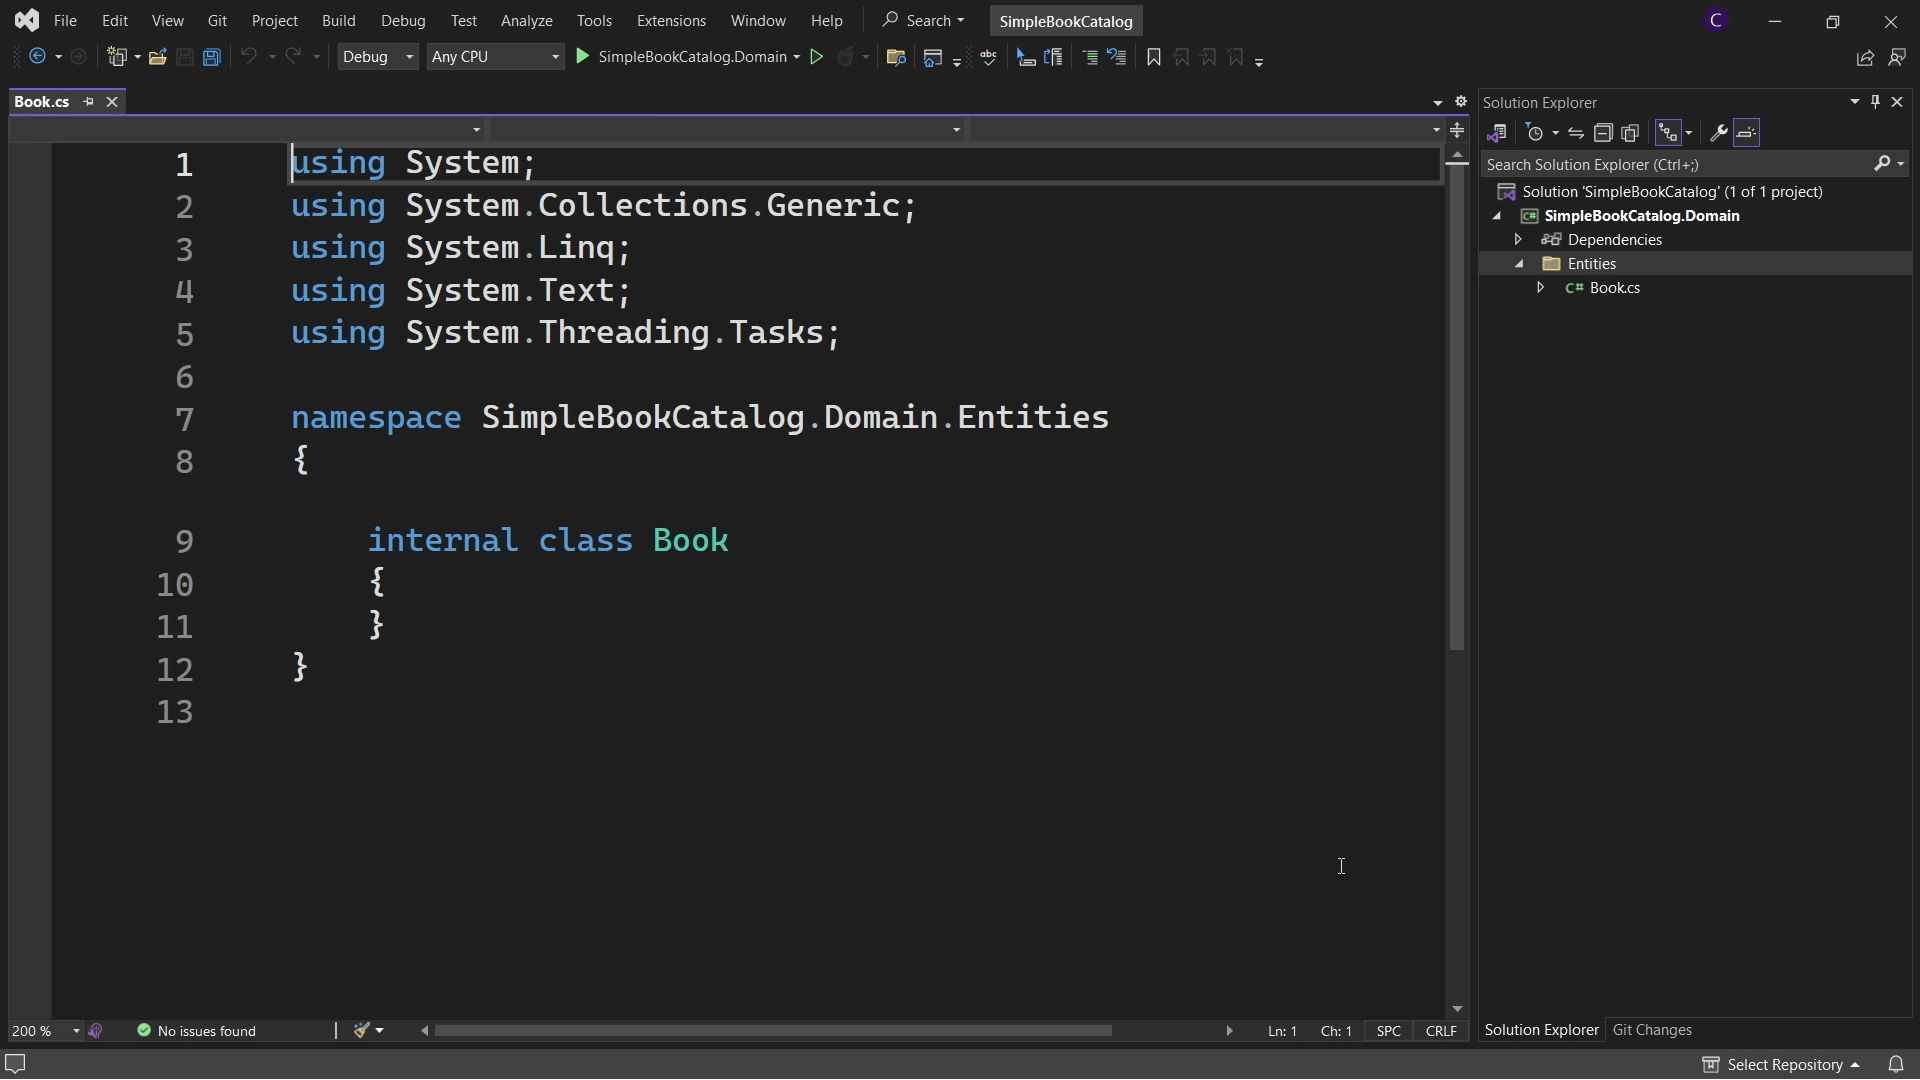 File Edit View Git Project Build Debug Test Analyze Tools Extensions Window Help Search SimpleBookCatalog C
Debug Any CPU SimpleBookCatalog.Domain abc
Book.cs
1 using System;
2 using System.Collections.Generic;
3 using System.Linq;
4 using System.Text;
5 using System.Threading.Tasks;
6
7 namespace SimpleBookCatalog.Domain.Entities
8 {
9 internal class Book
10 {
11 }
12 }
13
200 % No issues found Ln: 1 Ch: 1 SPC CRLF
Solution Explorer
Search Solution Explorer (Ctrl+;)
Solution 'SimpleBookCatalog' (1 of 1 project)
C# SimpleBookCatalog.Domain
Dependencies
Entities
C# Book.cs
Solution Explorer Git Changes
Select Repository